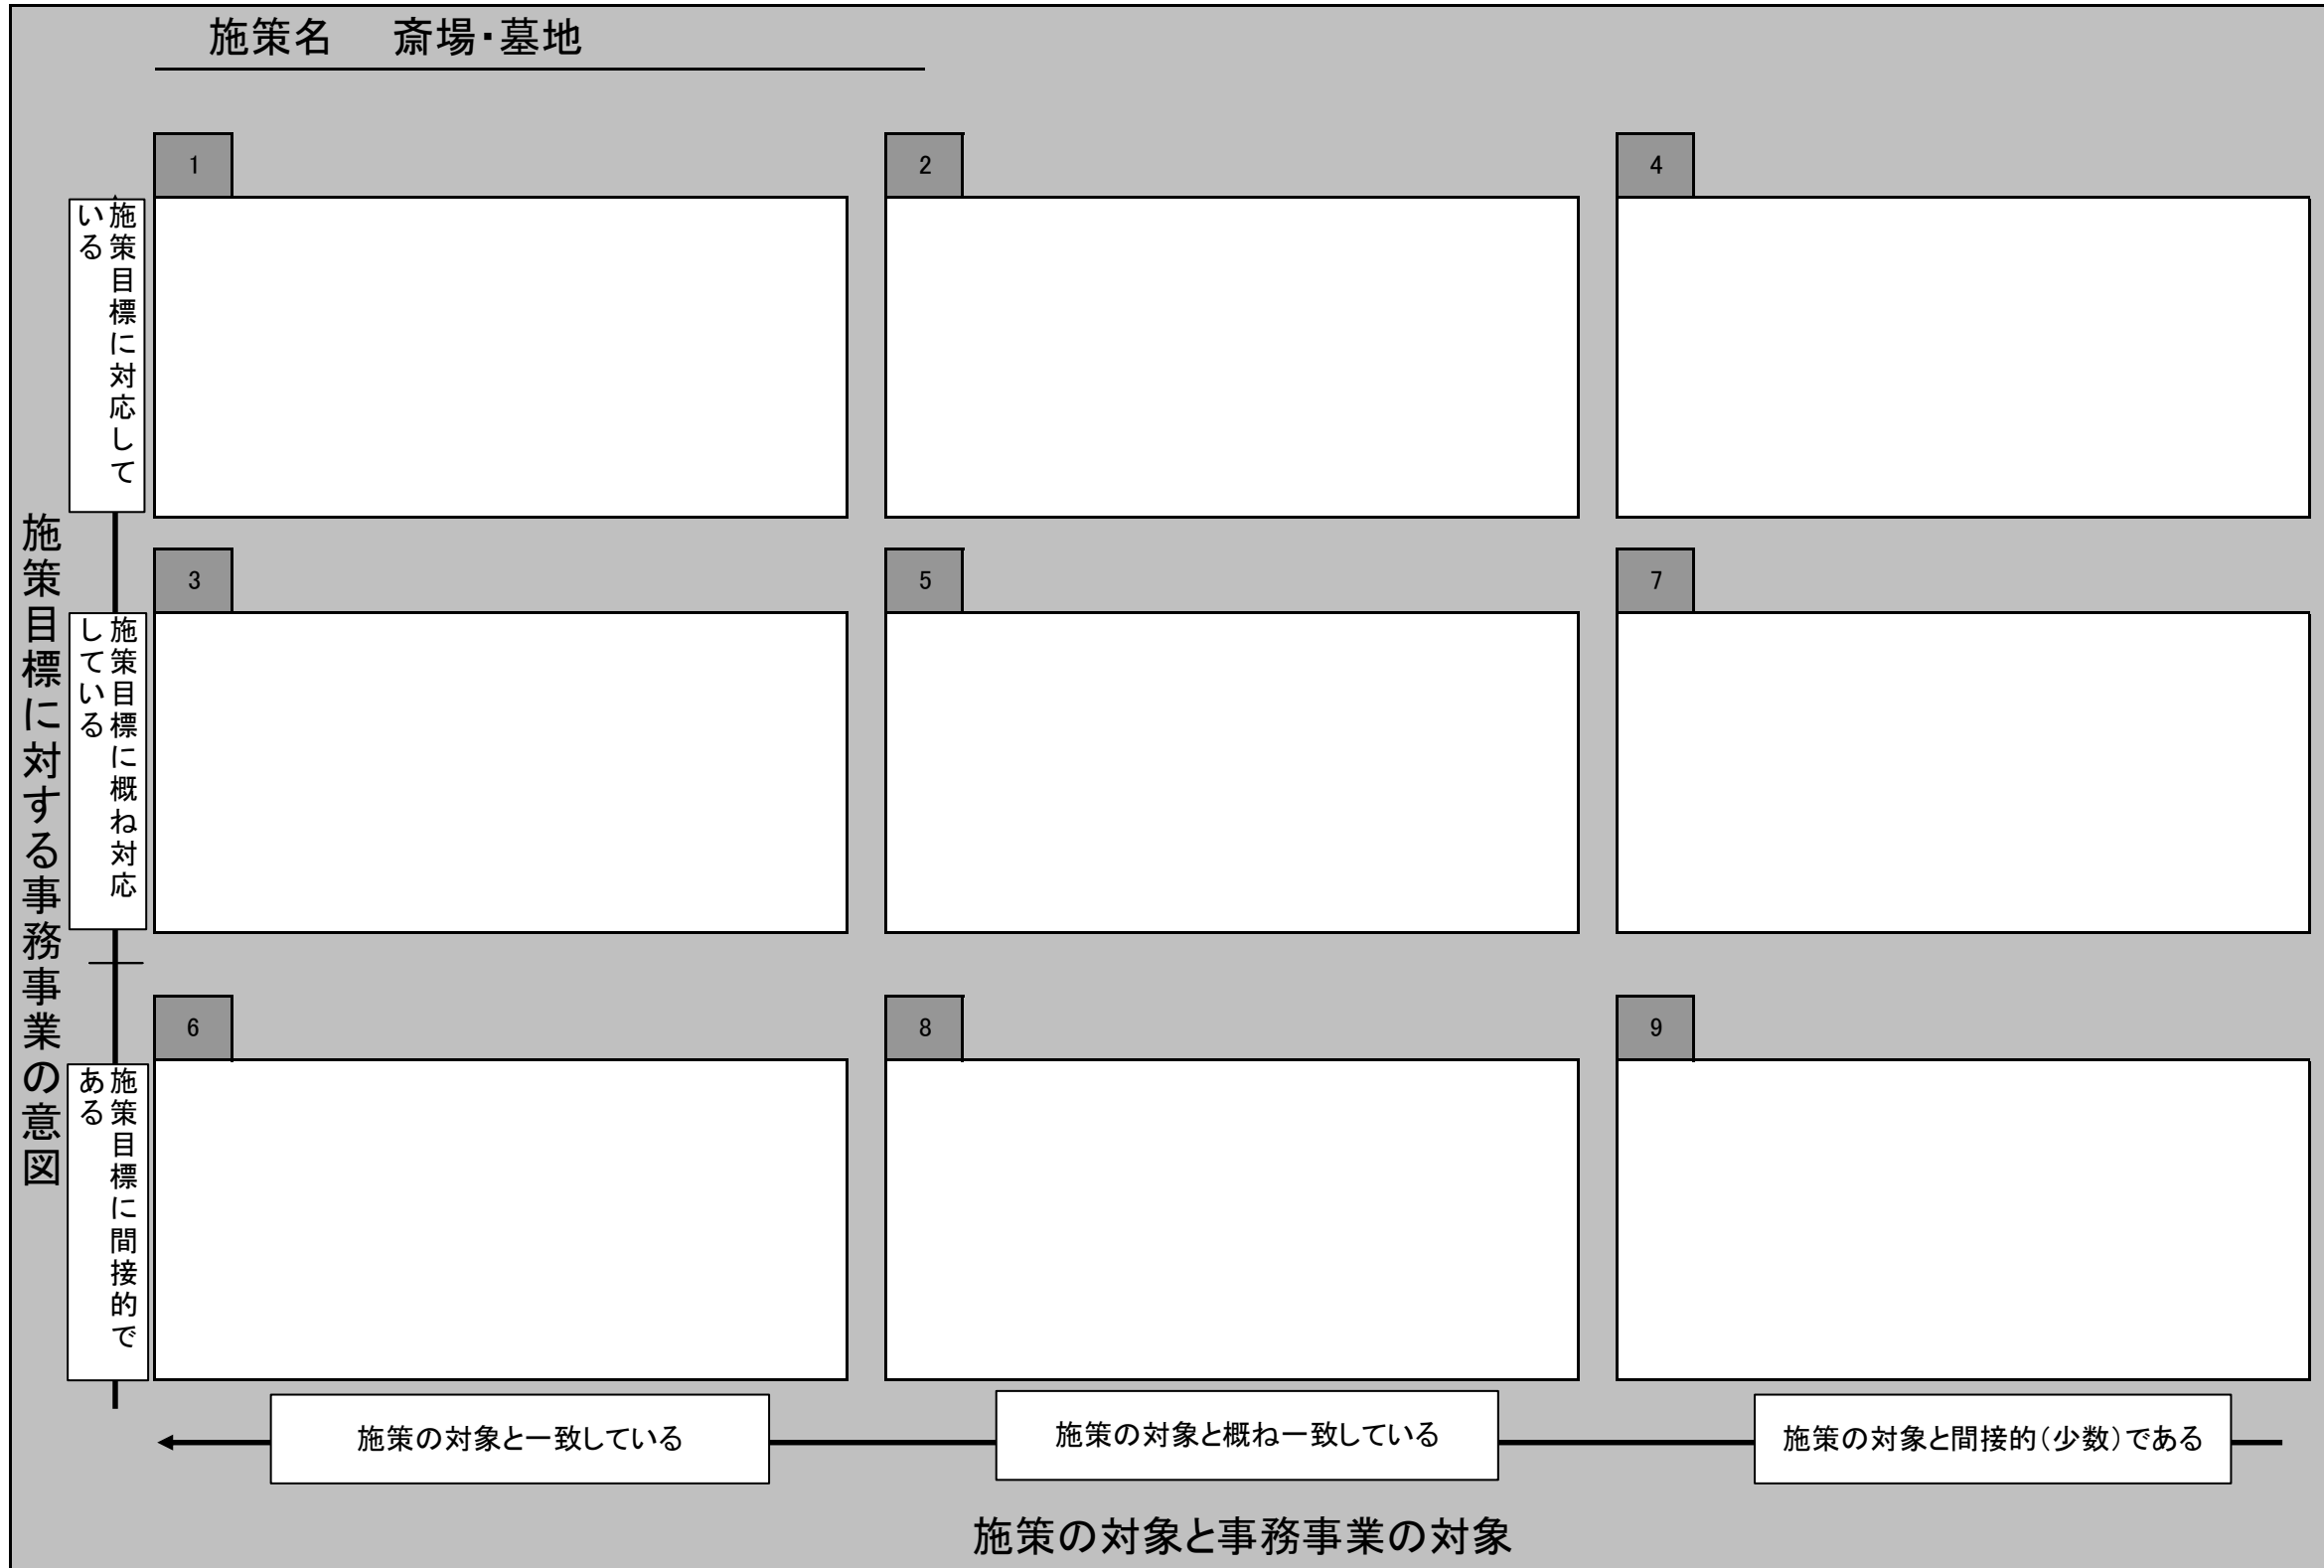 施策名　斎場・墓地
1
2
4
施策目標に対応して
いる
3
5
7
施策目標に概ね対応
している
施策目標に対する事務事業の意図
6
8
9
施策目標に間接的で
ある
施策の対象と一致している
施策の対象と概ね一致している
施策の対象と間接的(少数)である
施策の対象と事務事業の対象